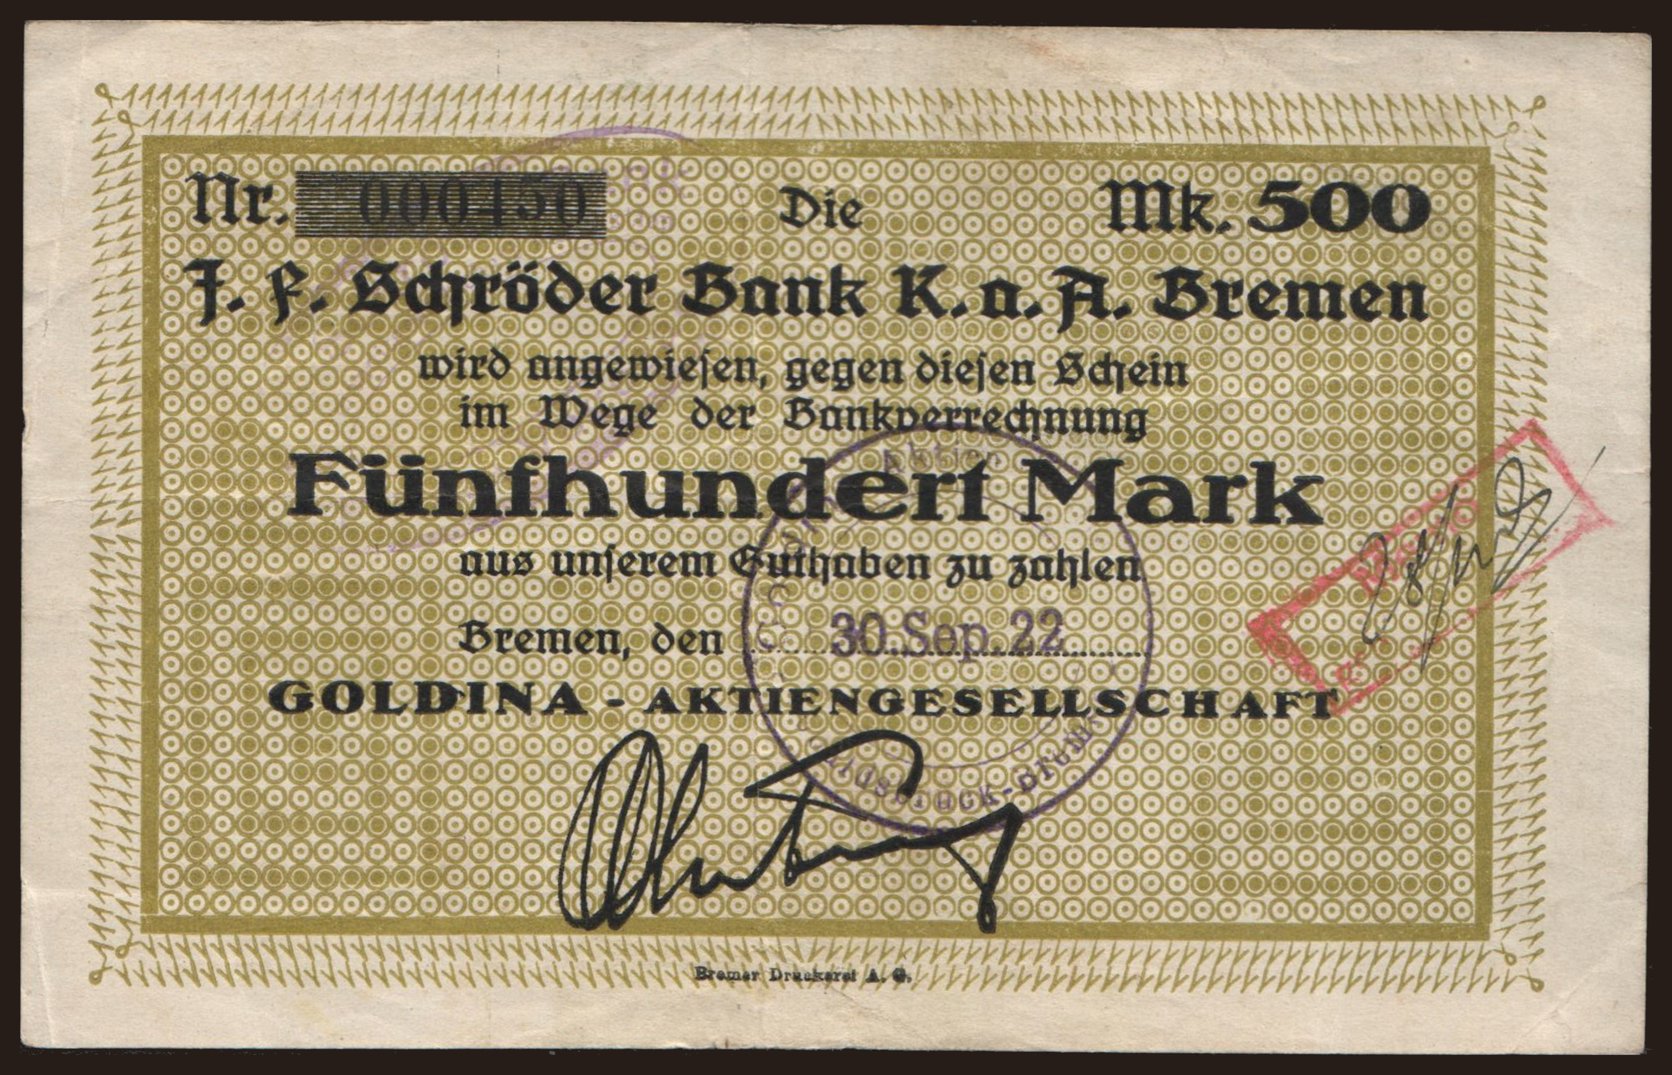 Nr. 000450 Die Mk. 500
J. F. Schröder Bank K. a. A. Bremen
wird angewiesen, gegen diesen Schein
im Wege der Bankverrechnung
Fünfhundert Mark
aus unserem Guthaben zu zahlen
Bremen, den 30. Sep. 22
GOLDINA - AKTIENGESELLSCHAFT
Bremer Druckerei A. G.